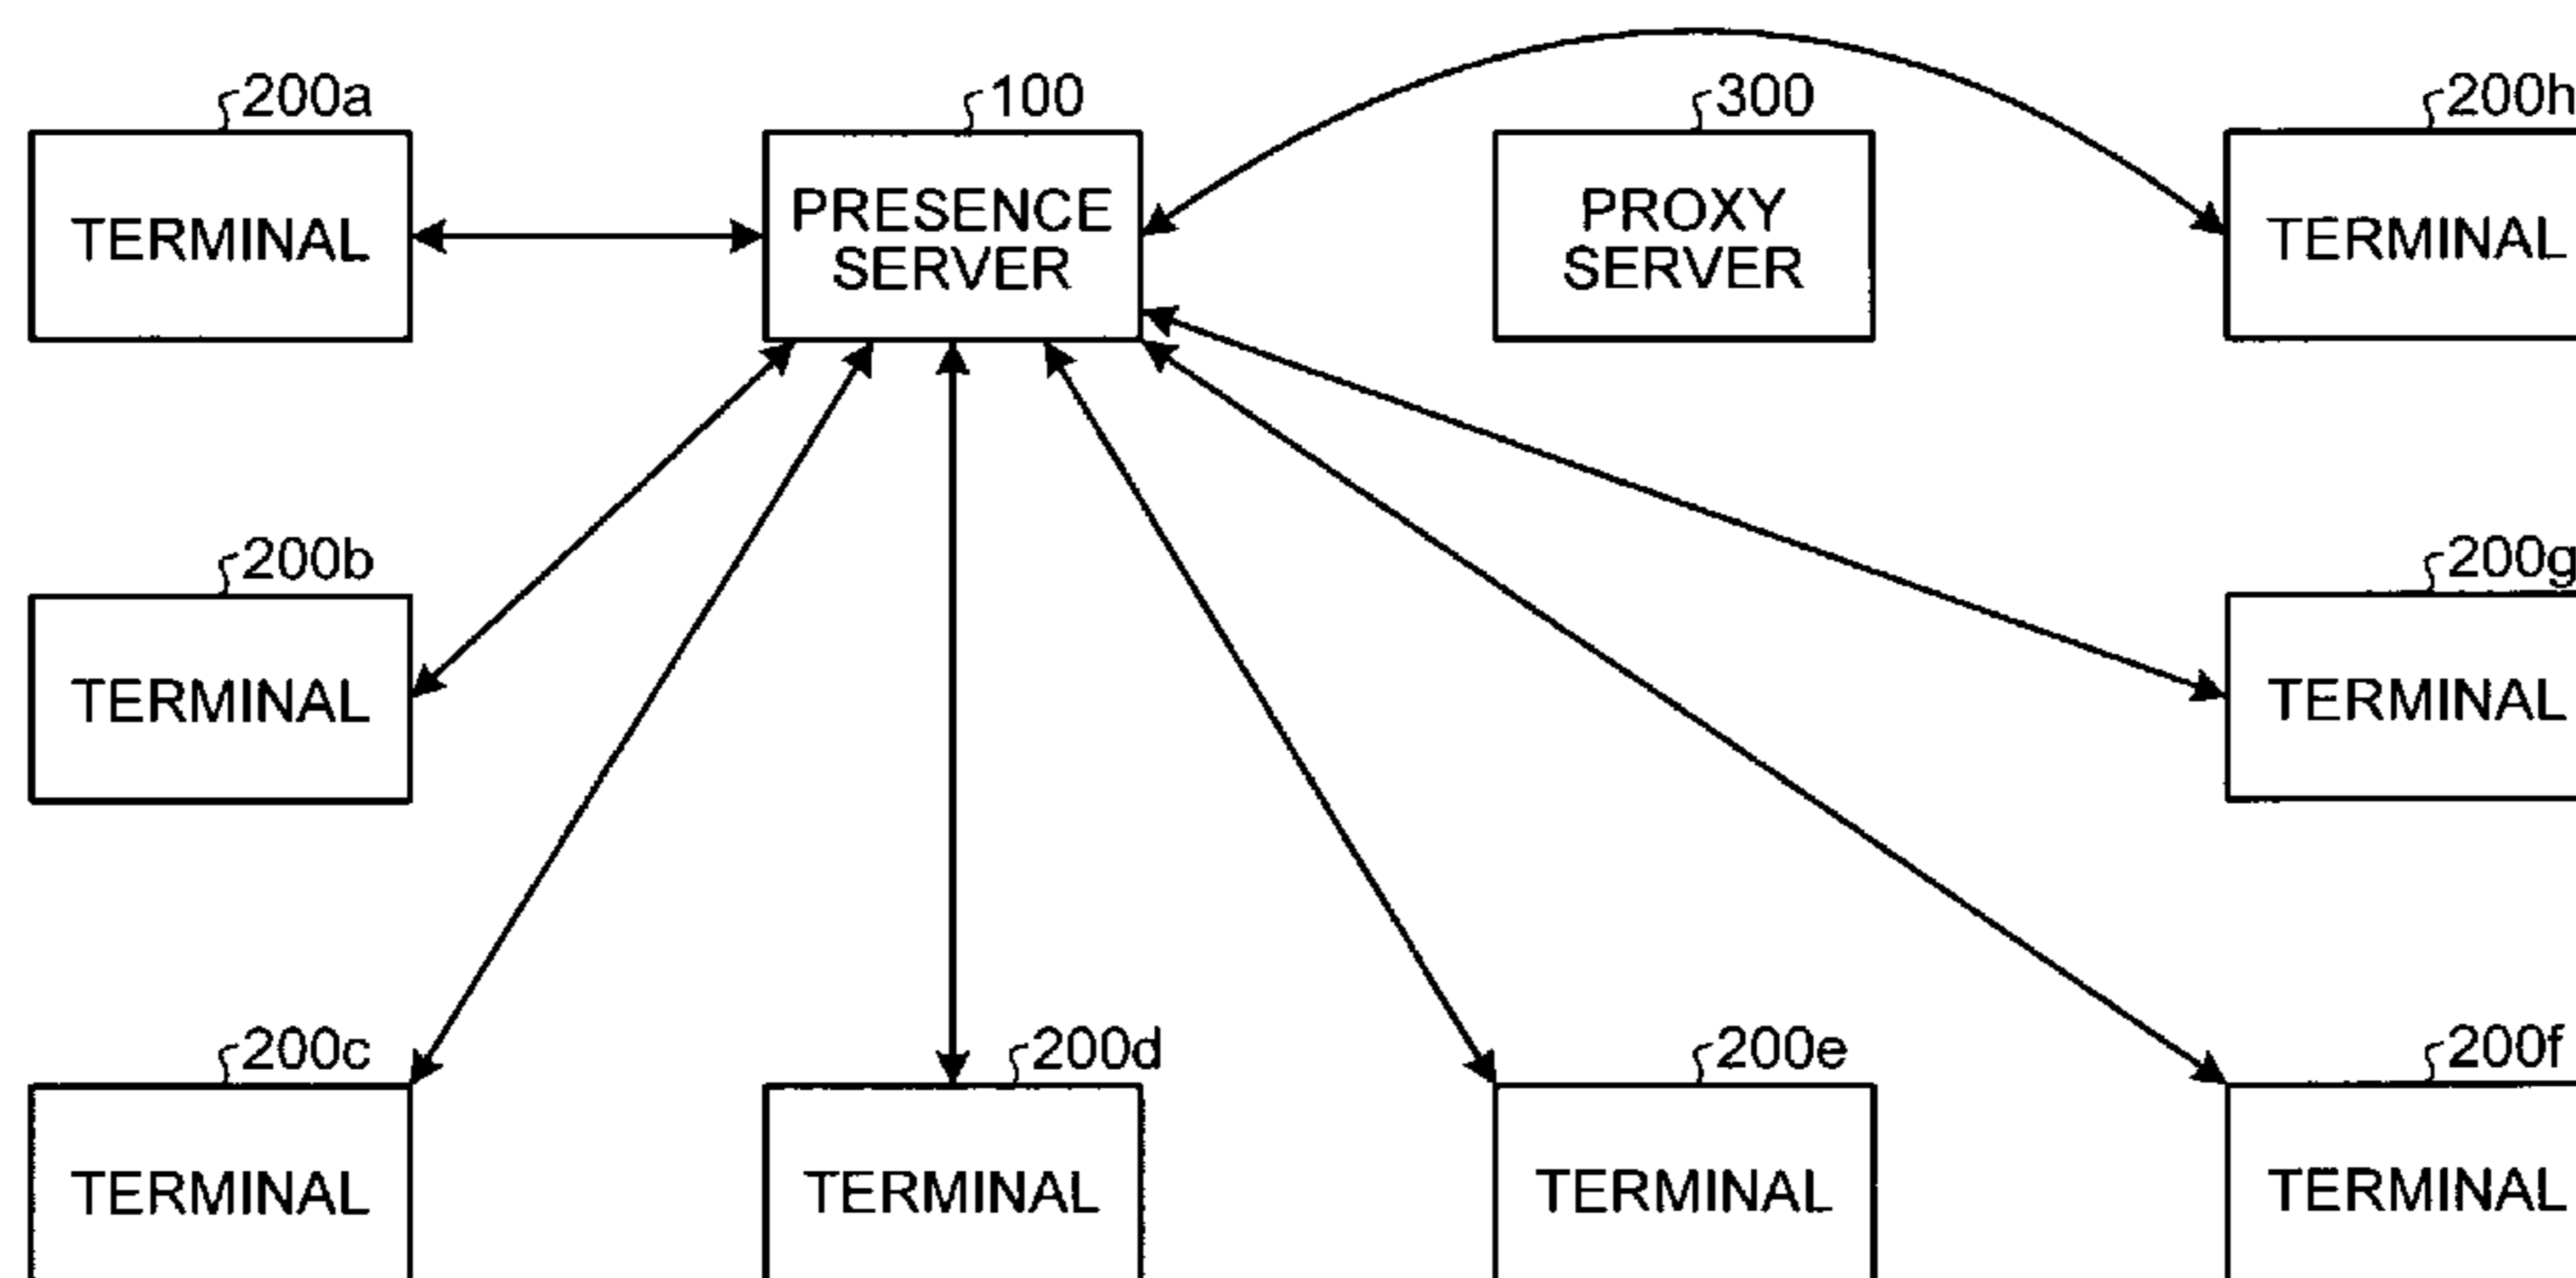 200a
100
300
200h
TERMINAL
PRESENCE
SERVER
PROXY
SERVER
TERMINAL
200b
200g
TERMINAL
TERMINAL
200c
200d
200e
200f
TERMINAL
TERMINAL
TERMINAL
TERMINAL